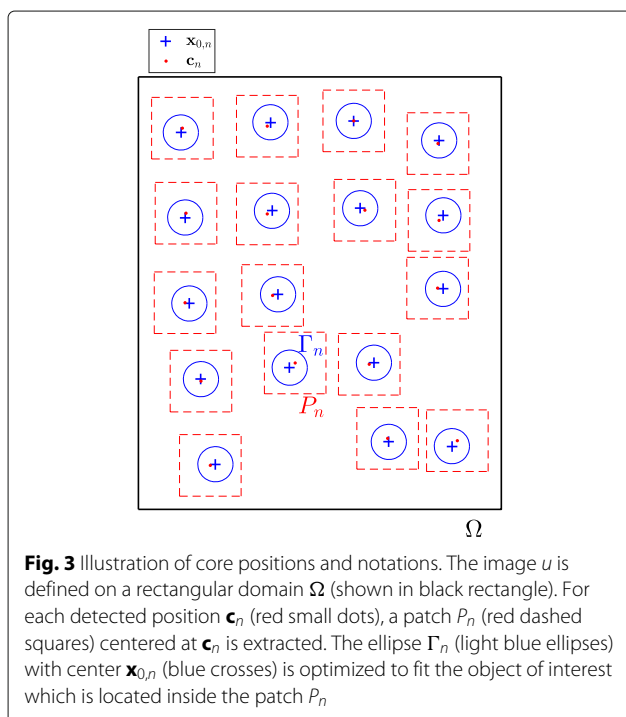 x₀,ₙ
cₙ
Γₙ
Pₙ
Ω
Fig. 3 Illustration of core positions and notations. The image u is
defined on a rectangular domain Ω (shown in black rectangle). For
each detected position cₙ (red small dots), a patch Pₙ (red dashed
squares) centered at cₙ is extracted. The ellipse Γₙ (light blue ellipses)
with center x₀,ₙ (blue crosses) is optimized to fit the object of interest
which is located inside the patch Pₙ